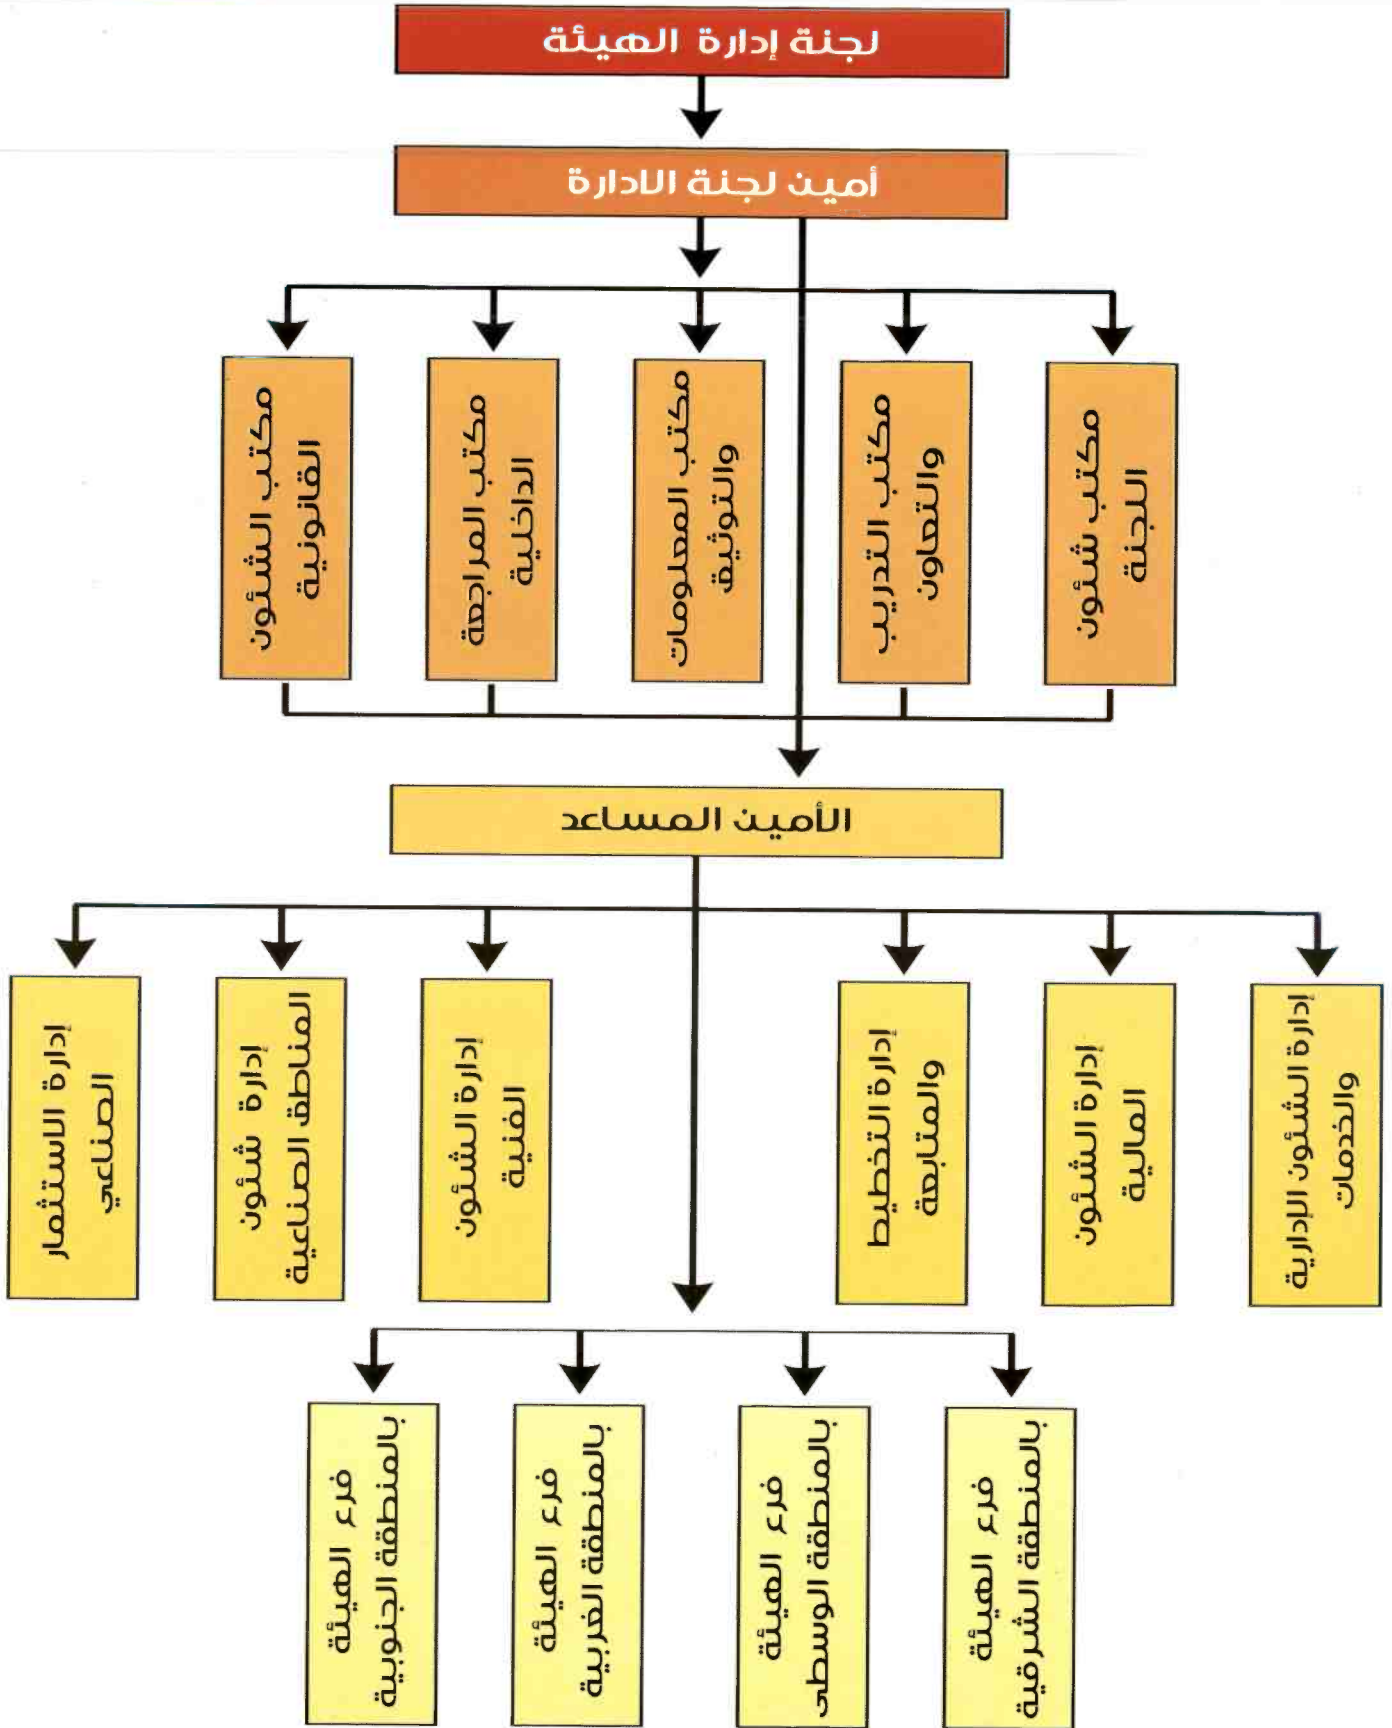 لجنة إدارة الهيئة
أمين لجنة الادارة
مكتب شئون
اللجنة
مكتب التدريب
والتعاون
مكتب المعلومات
والتوثيق
مكتب المراجعة
الداخلية
مكتب الشئون
القانونية
الأمين المساعد
إدارة الشئون الإدارية
والخدمات
إدارة الشئون
المالية
إدارة التخطيط
والمتابعة
إدارة الشئون
الفنية
إدارة شئون
المناطق الصناعية
إدارة الاستثمار
الصناعي
فرع الهيئة
بالمنطقة الشرقية
فرع الهيئة
بالمنطقة الوسطى
فرع الهيئة
بالمنطقة الغربية
فرع الهيئة
بالمنطقة الجنوبية